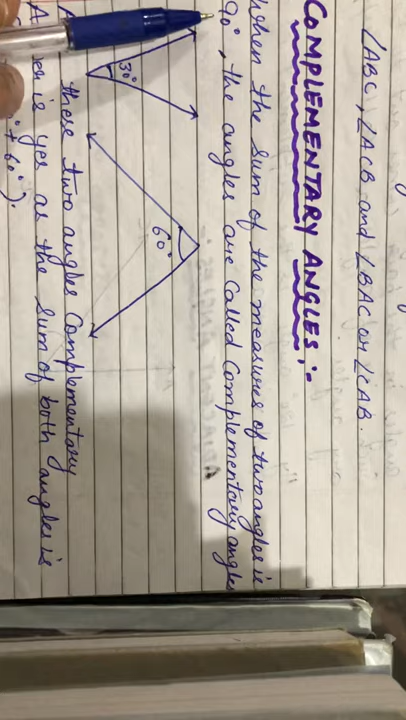 ∠ABC, ∠ACB and ∠BAC or ∠CAB.
COMPLEMENTARY ANGLES:-
When the sum of the measures of two angles is
90°, the angles are called Complementary angles
30°
60°
these two angles Complementary
is yes as the sum of both angles is
+ 60°)